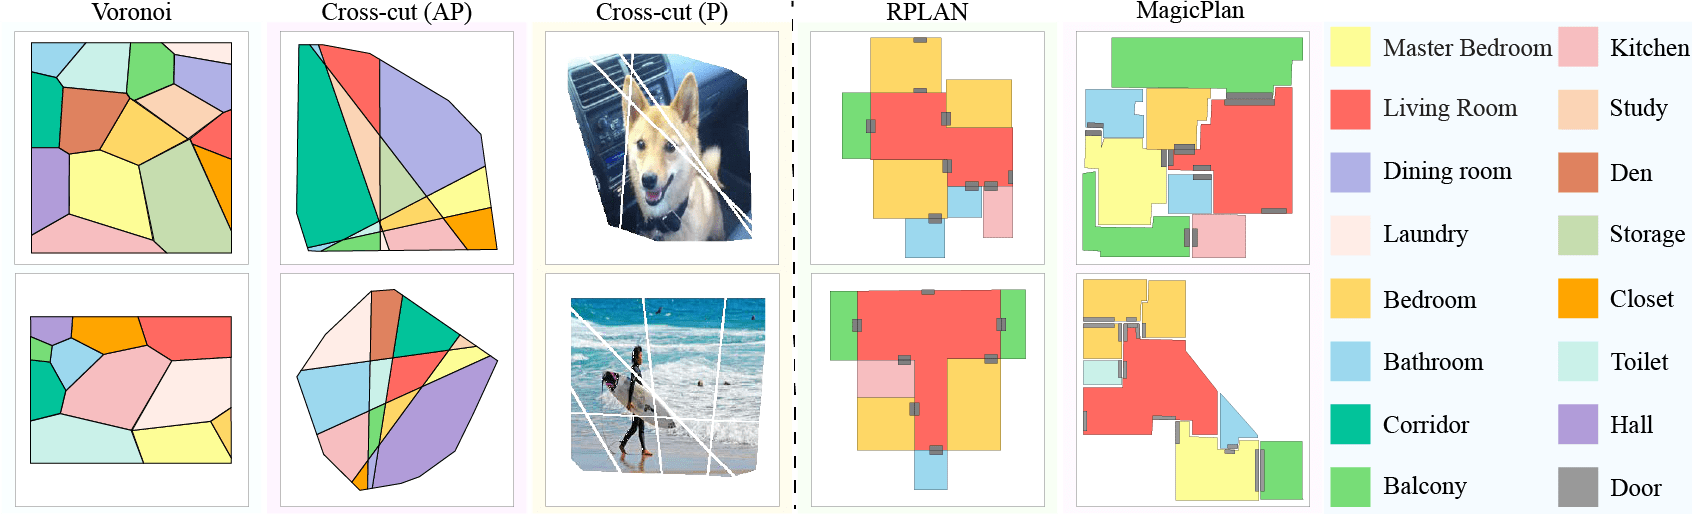 Voronoi
Cross-cut (AP)
Cross-cut (P)
RPLAN
MagicPlan
Master Bedroom
Kitchen
Living Room
Study
Dining room
Den
Laundry
Storage
Bedroom
Closet
Bathroom
Toilet
Corridor
Hall
Balcony
Door